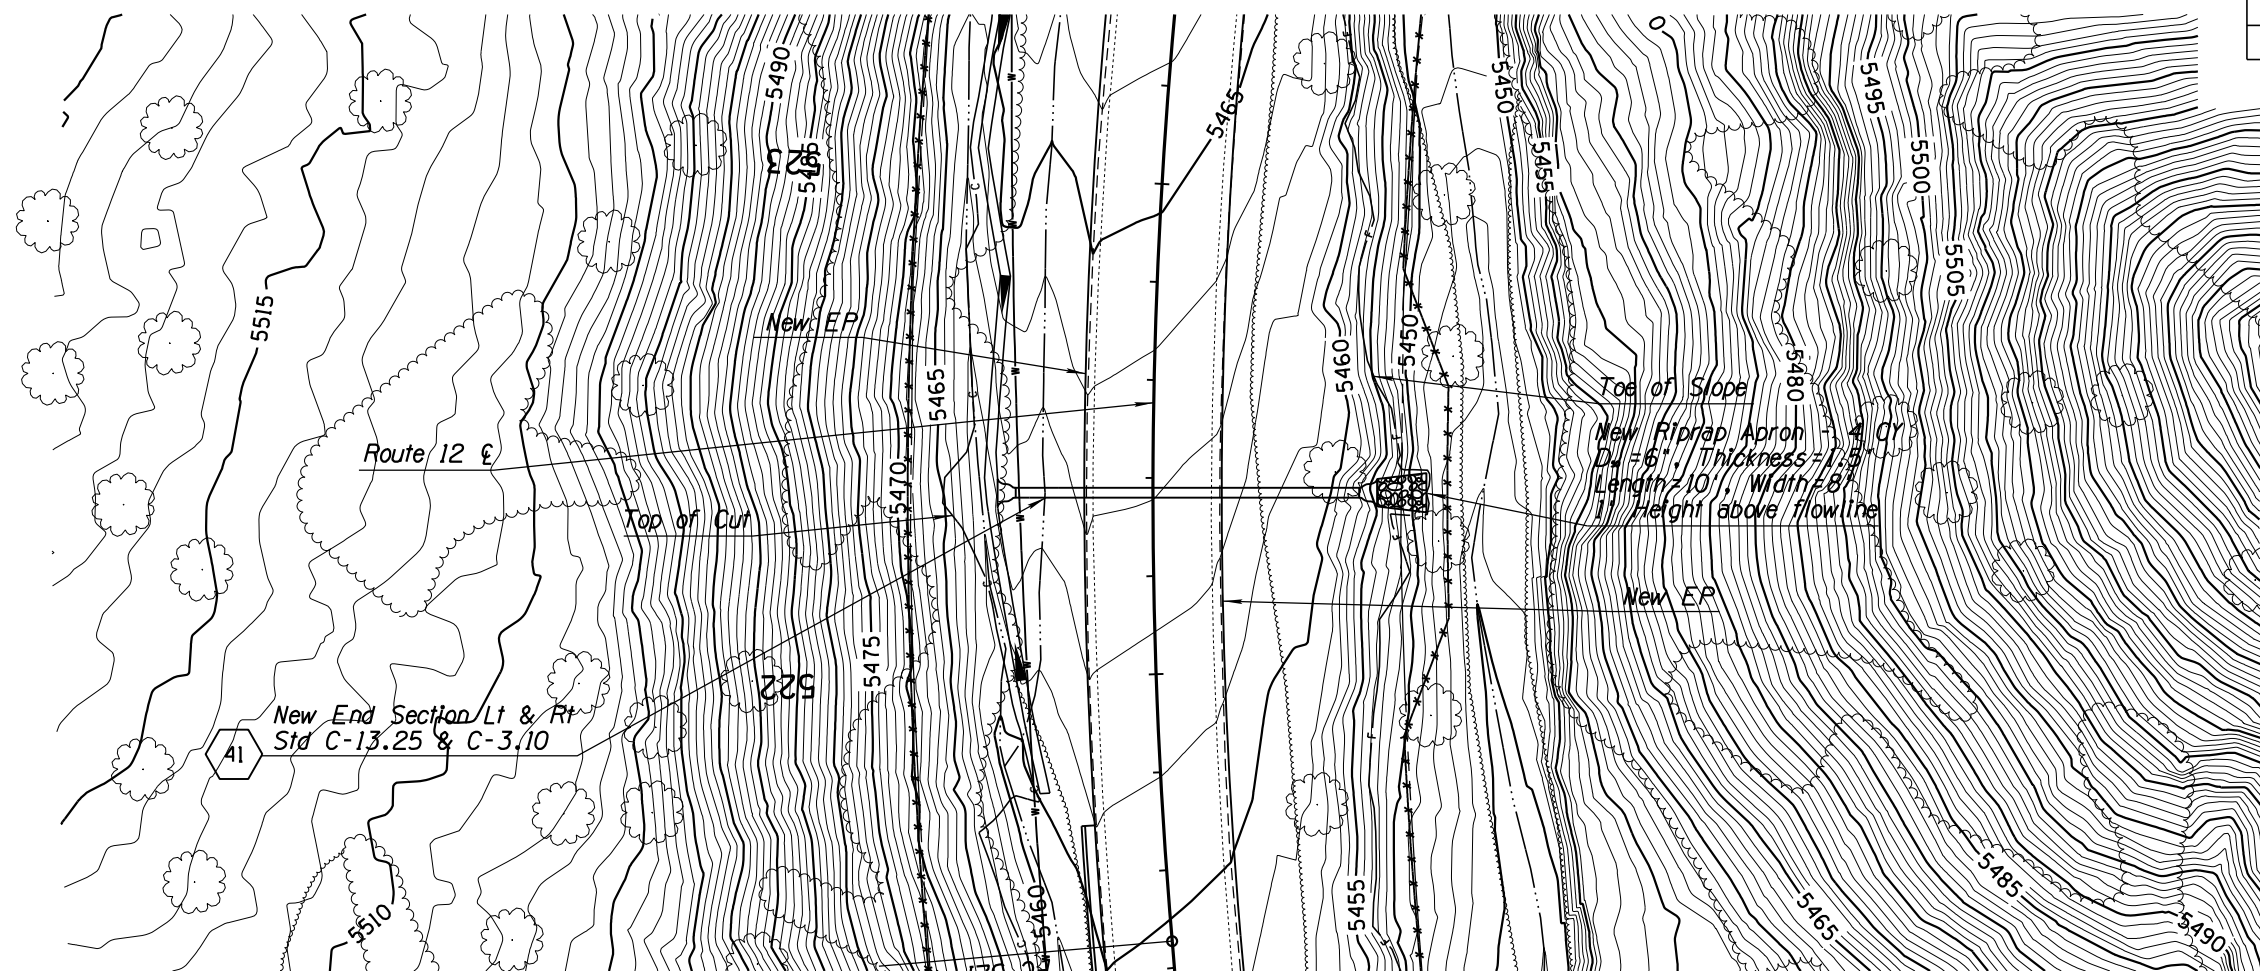 5490
5485
523
5465
5450
5455
5495
5500
5505
5515
New EP
5465
5460
5450
5480
Toe of Slope
Route 12 ℄
New Riprap Apron - 4 CY
D =6", Thickness=1.5'
Length=10', Width=8'
1' Height above flowline
5470
Top of Cut
New EP
5475
522
New End Section Lt & Rt
Std C-13.25 & C-3.10
41
5510
5460
5455
5465
5485
5490